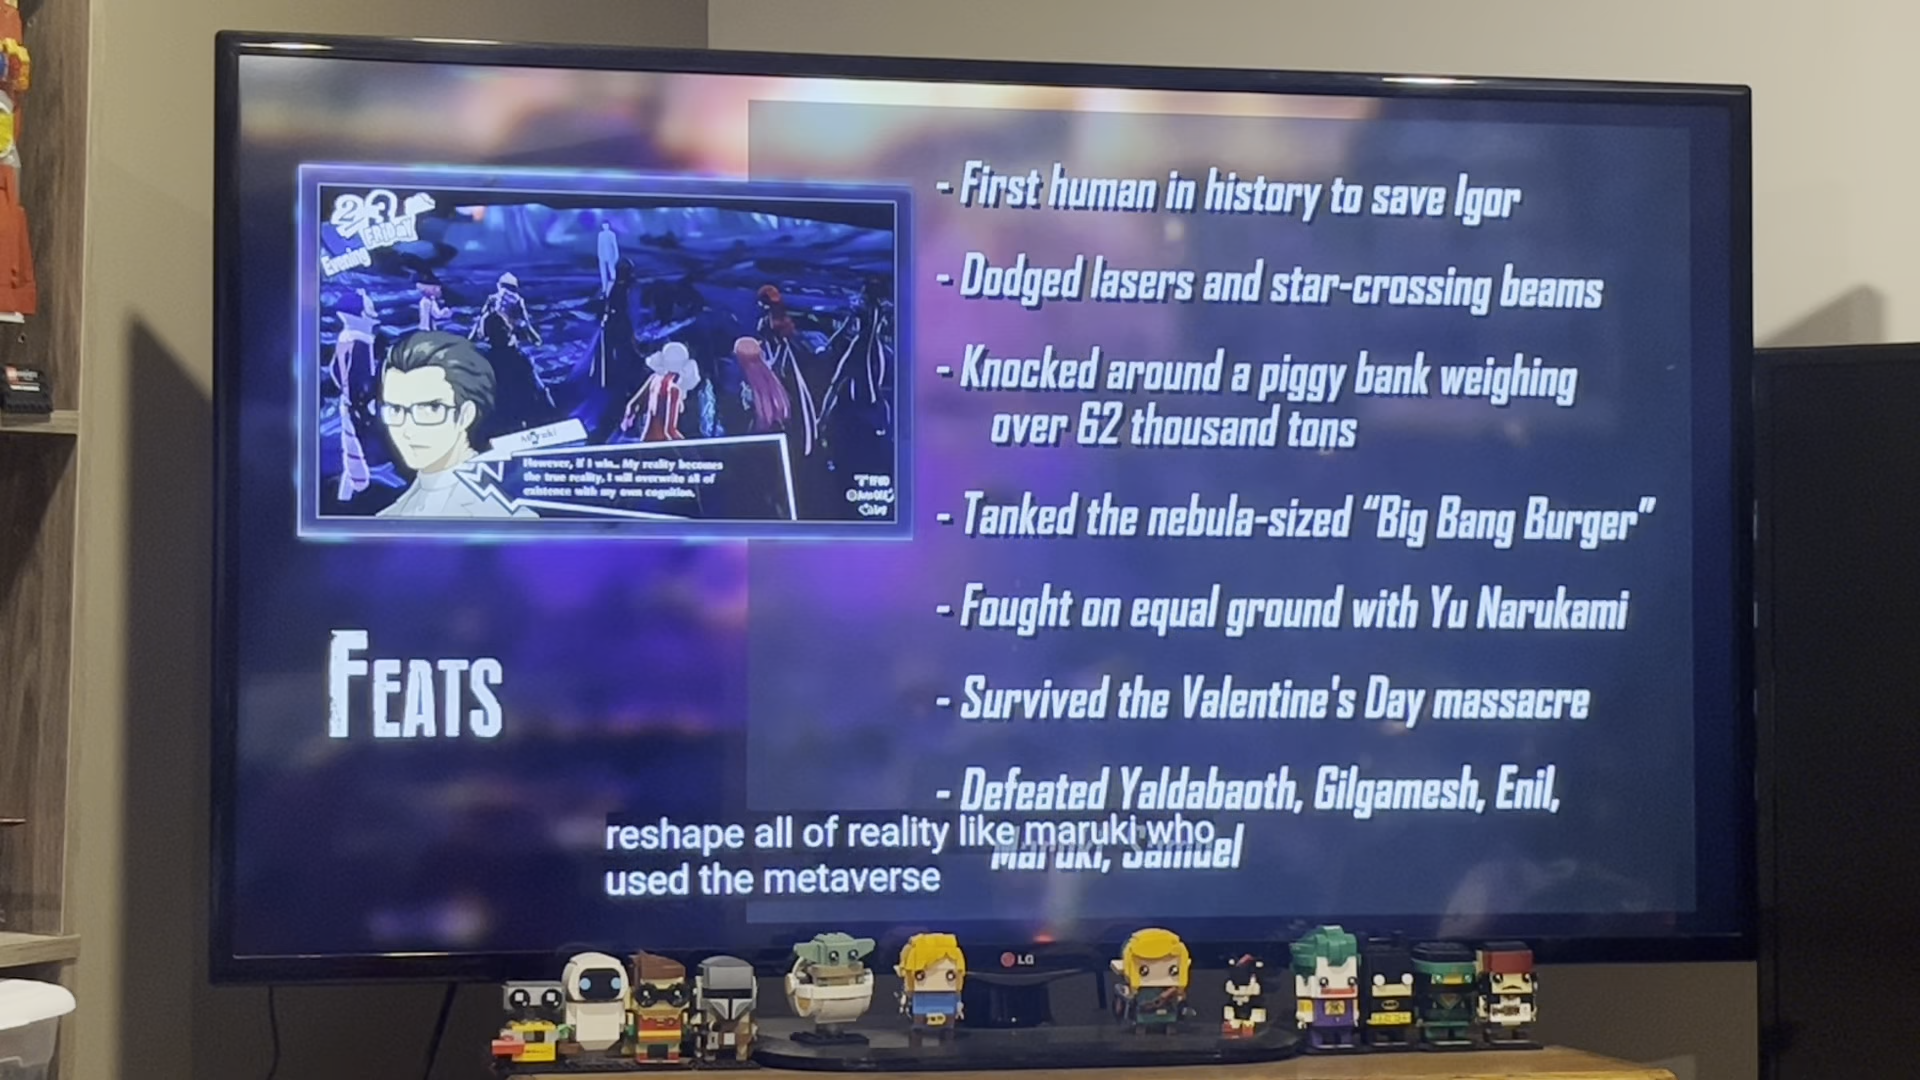 23
FRIDAY
Evening
Maruki
However, if I win... My reality becomes
the true reality. I will overwrite all of
existence with my own cognition.
FEATS
- First human in history to save Igor
- Dodged lasers and star-crossing beams
- Knocked around a piggy bank weighing
over 62 thousand tons
- Tanked the nebula-sized “Big Bang Burger”
- Fought on equal ground with Yu Narukami
- Survived the Valentine's Day massacre
- Defeated Yaldabaoth, Gilgamesh, Enil,
Maruki, Samuel
reshape all of reality like maruki who
used the metaverse
LG